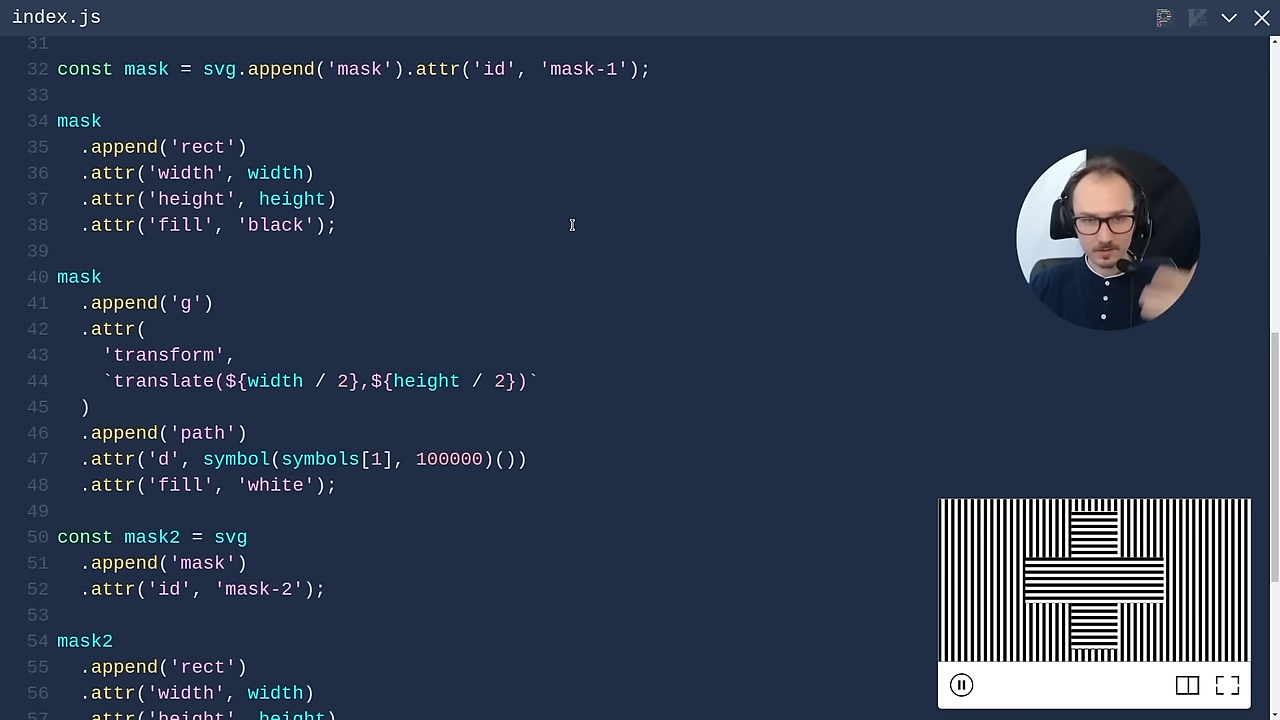 index.js
31
32 const mask = svg.append('mask').attr('id', 'mask-1');
33
34 mask
35   .append('rect')
36   .attr('width', width)
37   .attr('height', height)
38   .attr('fill', 'black');
39
40 mask
41   .append('g')
42   .attr(
43     'transform',
44     `translate(${width / 2},${height / 2})`
45   )
46   .append('path')
47   .attr('d', symbol(symbols[1], 100000)())
48   .attr('fill', 'white');
49
50 const mask2 = svg
51   .append('mask')
52   .attr('id', 'mask-2');
53
54 mask2
55   .append('rect')
56   .attr('width', width)
57   .attr('height', height)